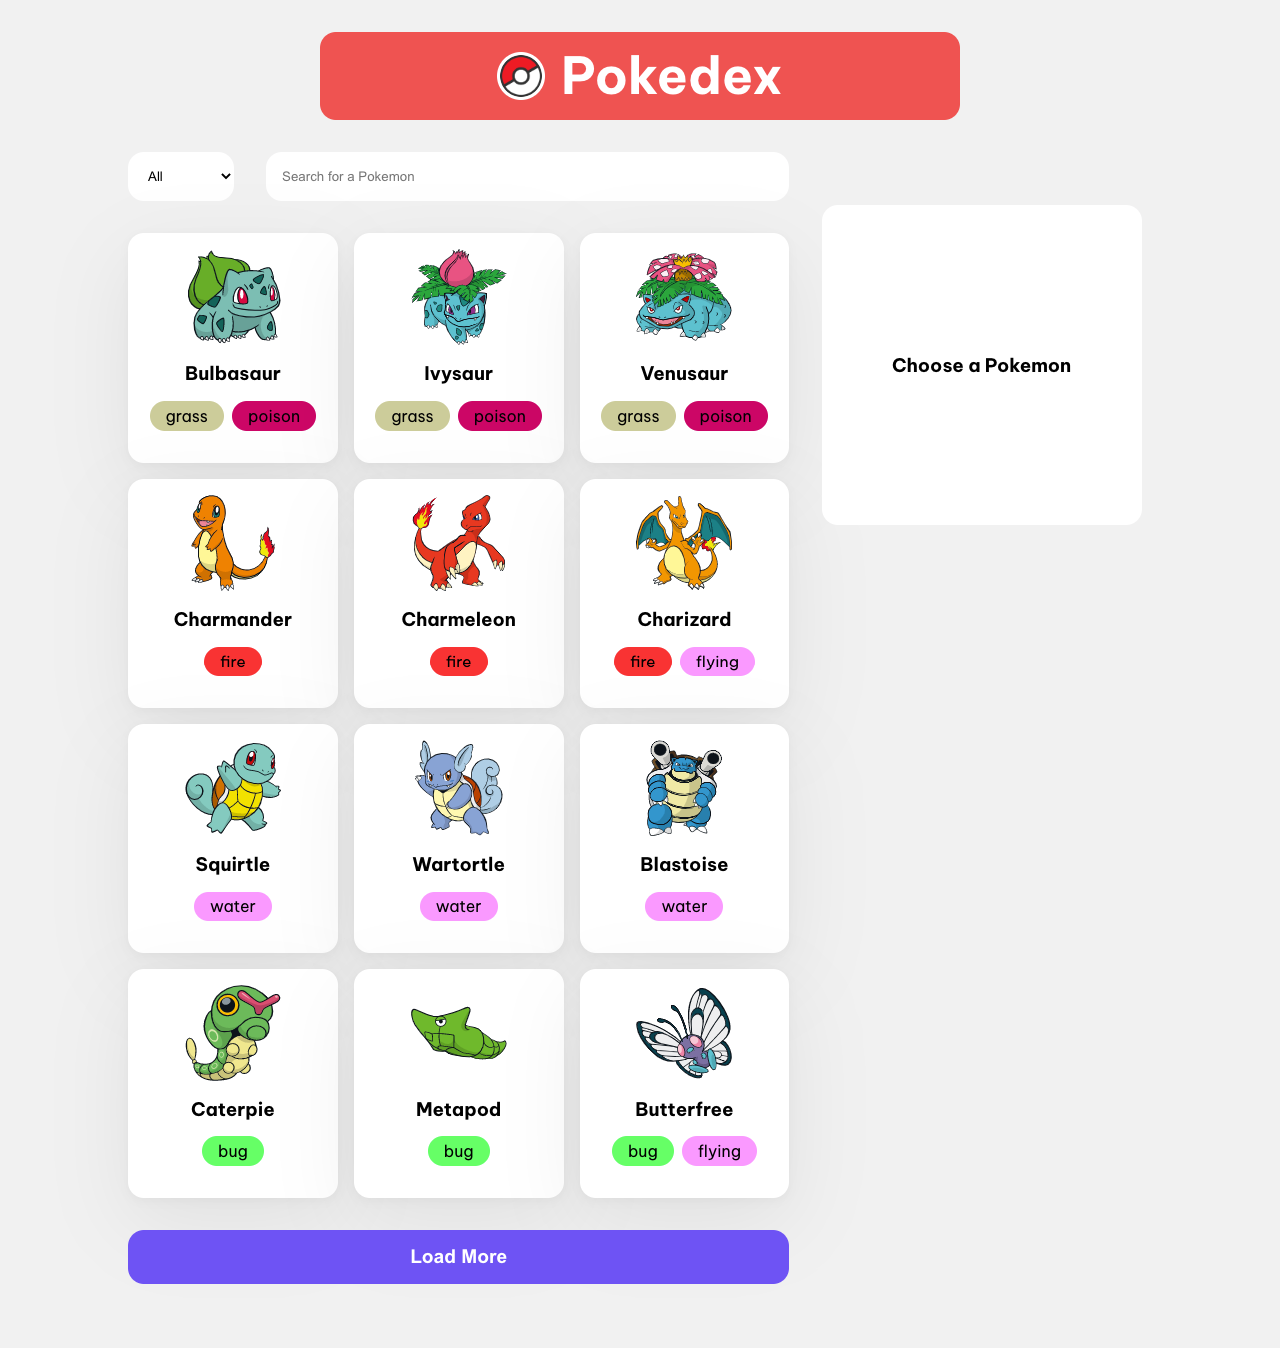 Pokedex
All
Search for a Pokemon
Choose a Pokemon
Bulbasaur
grass poison
Ivysaur
grass poison
Venusaur
grass poison
Charmander
fire
Charmeleon
fire
Charizard
fire flying
Squirtle
water
Wartortle
water
Blastoise
water
Caterpie
bug
Metapod
bug
Butterfree
bug flying
Load More